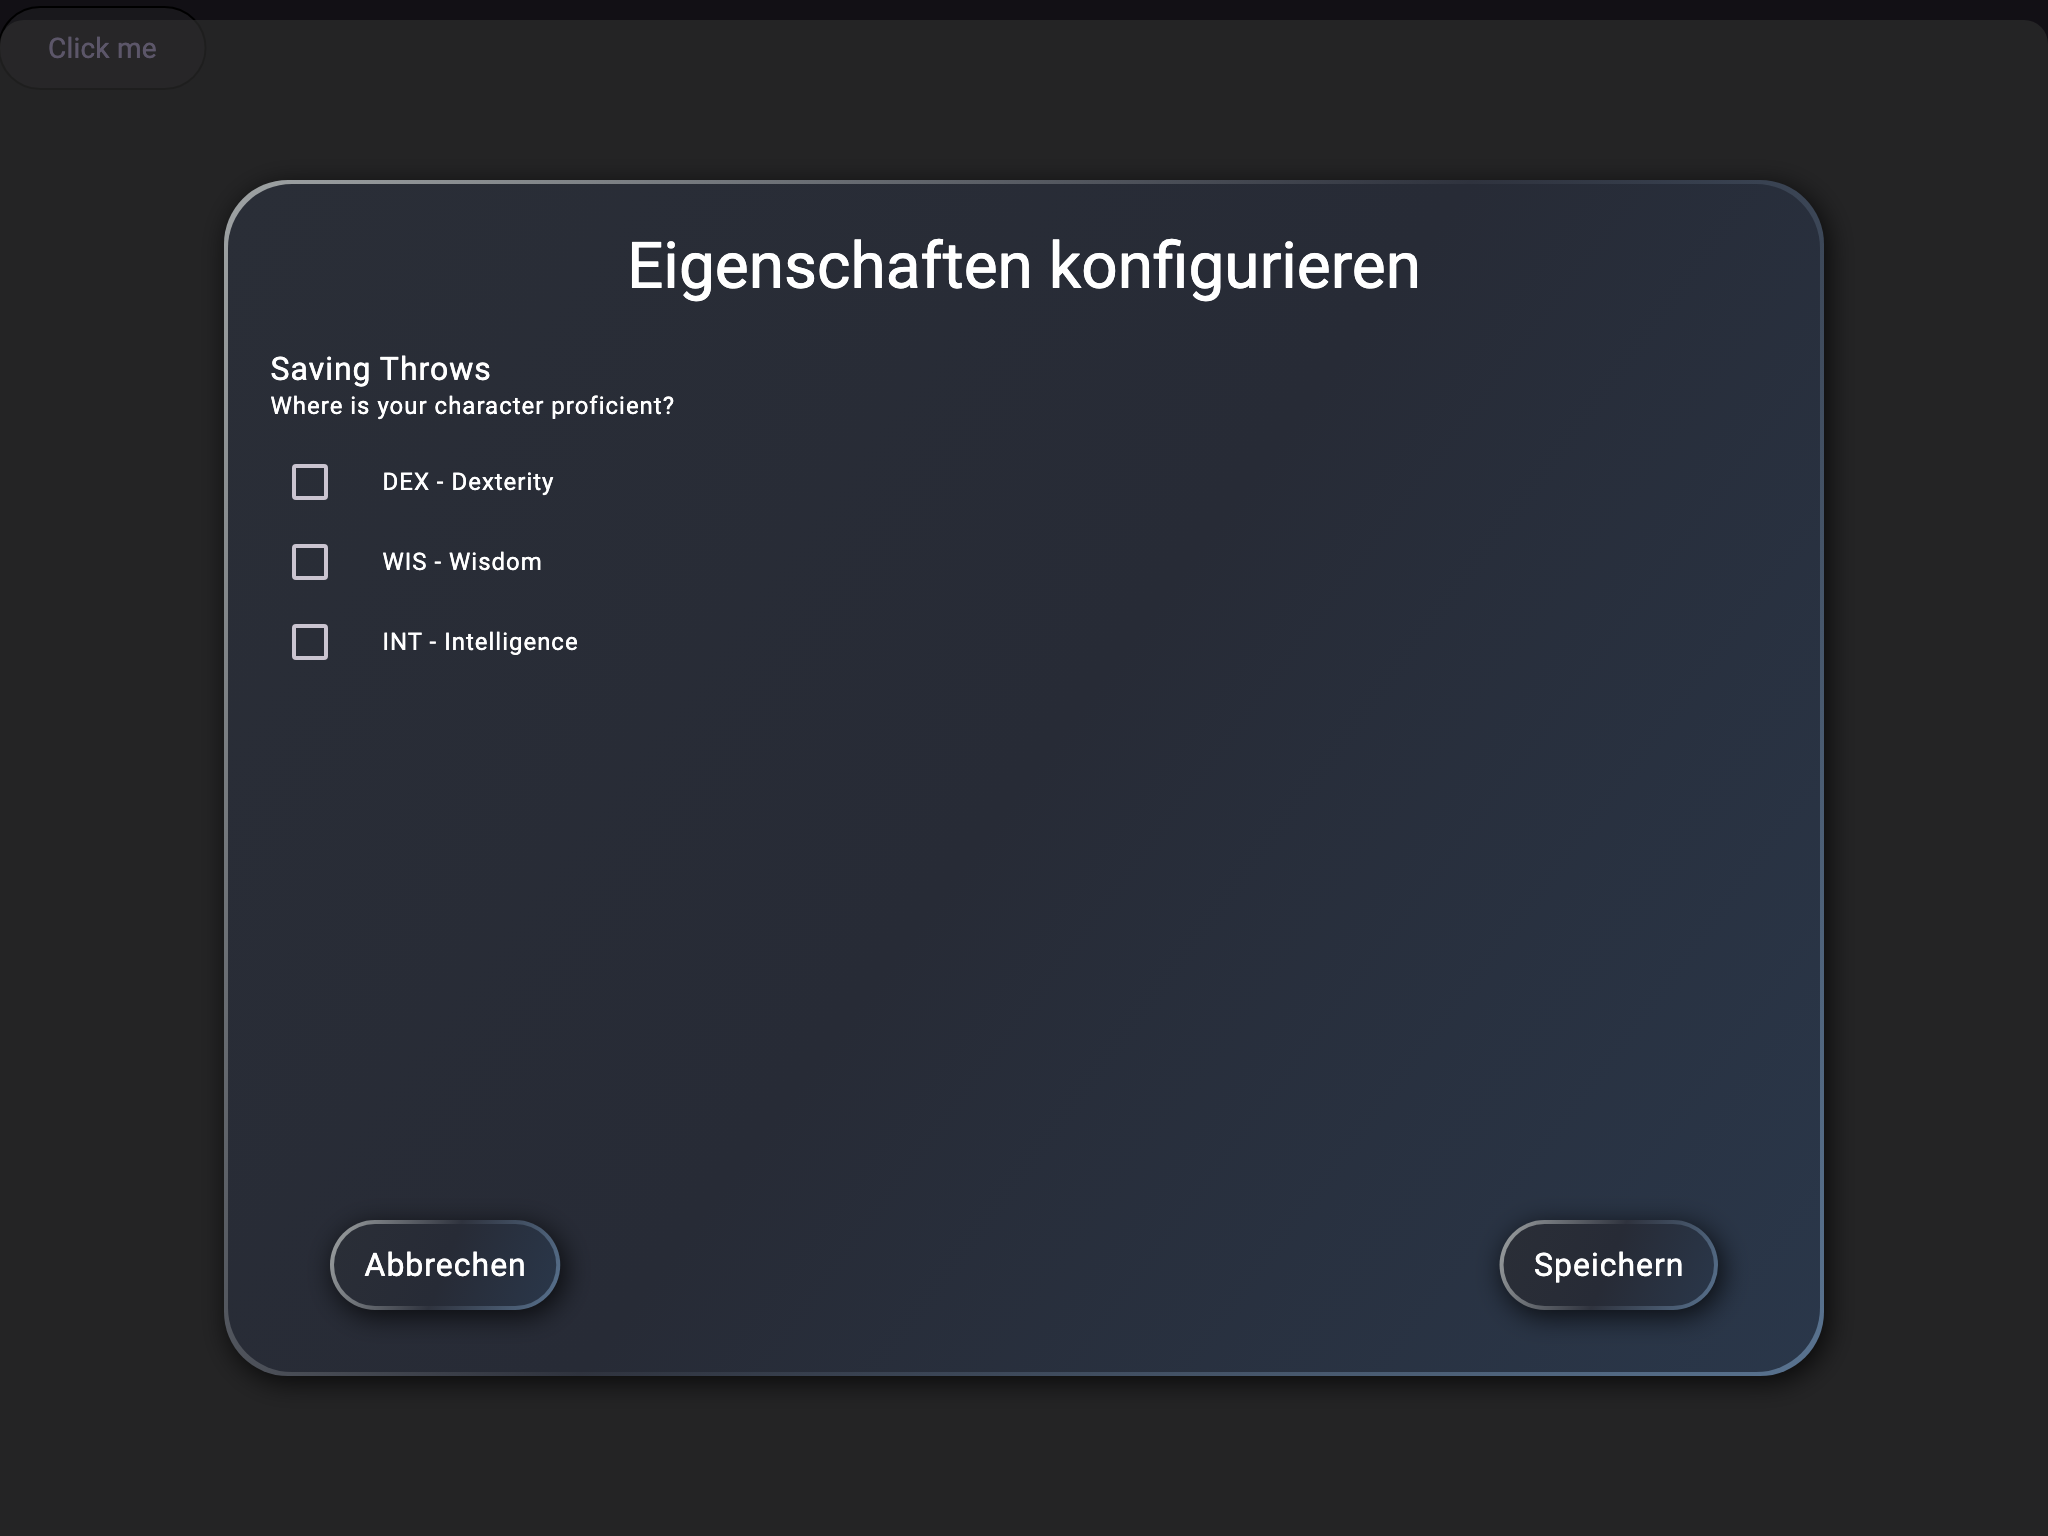 Click me
Eigenschaften konfigurieren
Saving Throws
Where is your character proficient?
DEX - Dexterity
WIS - Wisdom
INT - Intelligence
Abbrechen
Speichern